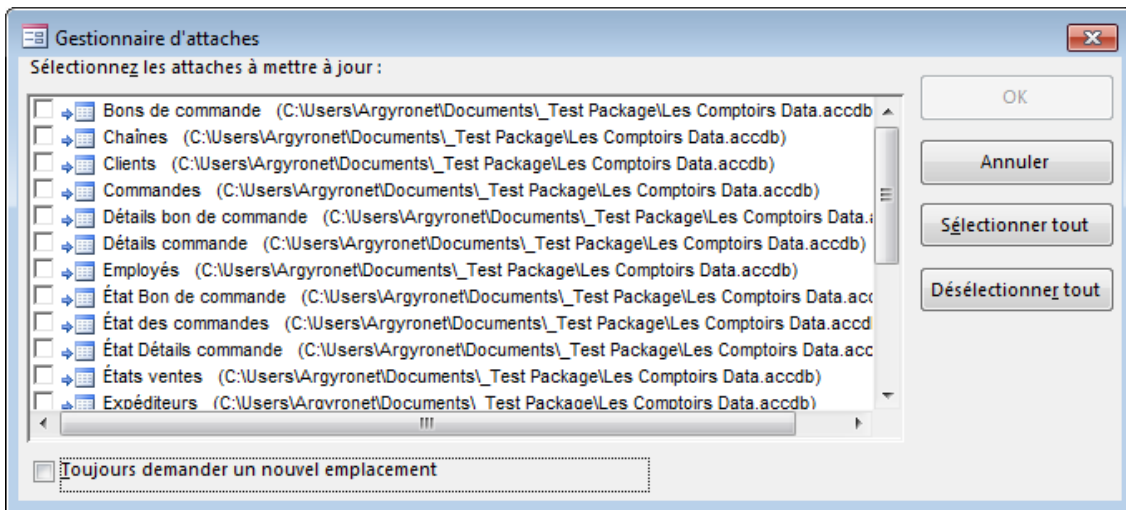 Gestionnaire d'attaches
Sélectionnez les attaches à mettre à jour :
Bons de commande (C:\Users\Argyronet\Documents\_Test Package\Les Comptoirs Data.accdb
Chaînes (C:\Users\Argyronet\Documents\_Test Package\Les Comptoirs Data.accdb)
Clients (C:\Users\Argyronet\Documents\_Test Package\Les Comptoirs Data.accdb)
Commandes (C:\Users\Argyronet\Documents\_Test Package\Les Comptoirs Data.accdb)
Détails bon de commande (C:\Users\Argyronet\Documents\_Test Package\Les Comptoirs Data.a
Détails commande (C:\Users\Argyronet\Documents\_Test Package\Les Comptoirs Data.accdb)
Employés (C:\Users\Argyronet\Documents\_Test Package\Les Comptoirs Data.accdb)
État Bon de commande (C:\Users\Argyronet\Documents\_Test Package\Les Comptoirs Data.acc
État des commandes (C:\Users\Argyronet\Documents\_Test Package\Les Comptoirs Data.accd
État Détails commande (C:\Users\Argyronet\Documents\_Test Package\Les Comptoirs Data.acc
États ventes (C:\Users\Argyronet\Documents\_Test Package\Les Comptoirs Data.accdb)
Expéditeurs (C:\Users\Argyronet\Documents\_Test Package\Les Comptoirs Data.accdb)
Toujours demander un nouvel emplacement
OK
Annuler
Sélectionner tout
Désélectionner tout